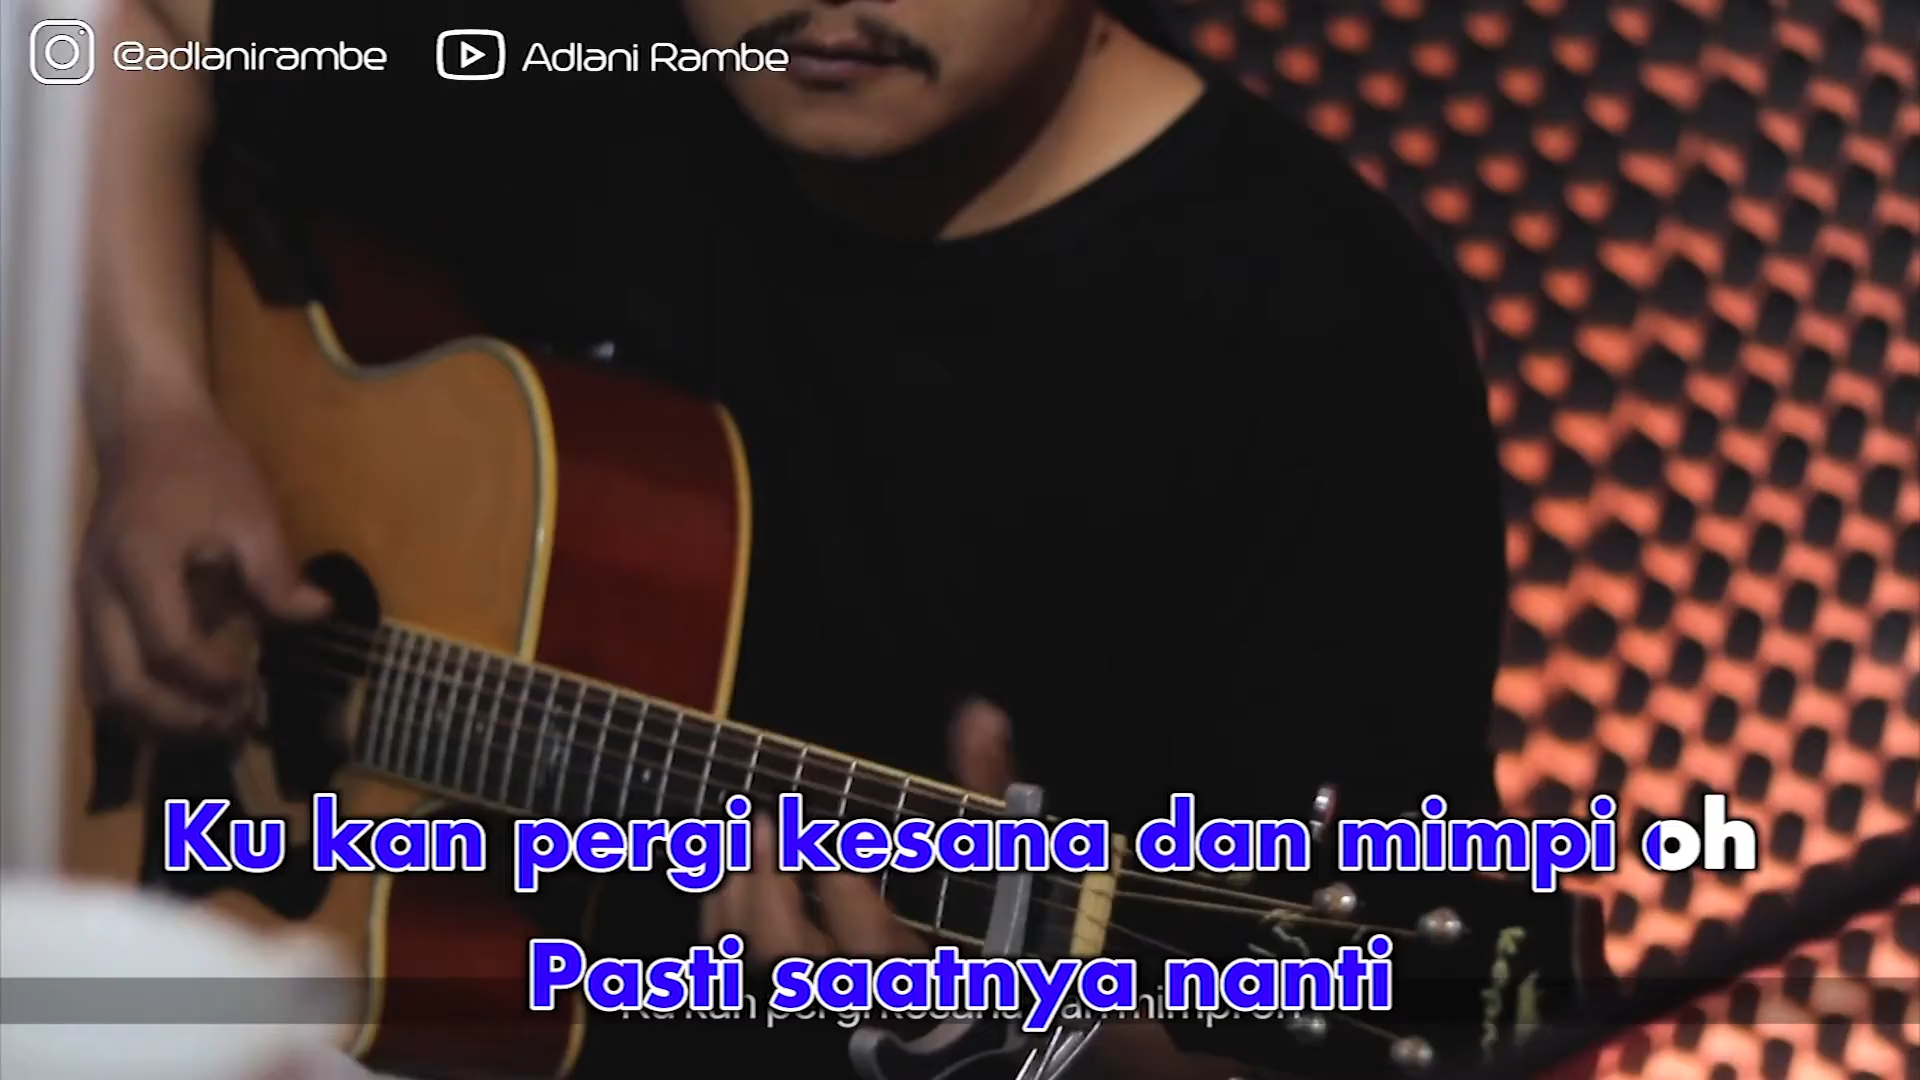 @adlanirambe
Adlani Rambe
Ku kan pergi kesana dan mimpi oh
Pasti saatnya nanti